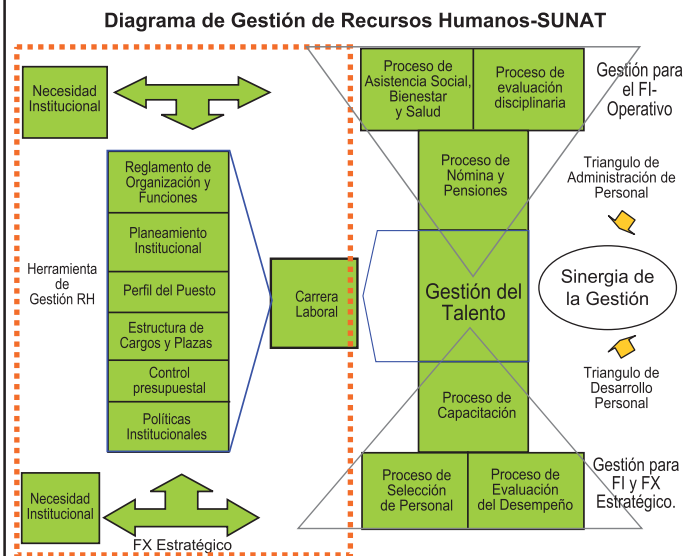 Diagrama de Gestión de Recursos Humanos-SUNAT
Necesidad
Institucional
Reglamento de
Organización y
Funciones
Planeamiento
Institucional
Perfil del Puesto
Estructura de
Cargos y Plazas
Control
presupuestal
Políticas
Institucionales
Herramienta
de
Gestión RH
Necesidad
Institucional
FX Estratégico
Carrera
Laboral
Proceso de
Asistencia Social,
Bienestar
y Salud
Proceso de
evaluación
disciplinaria
Proceso de
Nómina y
Pensiones
Gestión del
Talento
Proceso de
Capacitación
Proceso de
Selección
de Personal
Proceso de
Evaluación
del Desempeño
Gestión para
el FI-
Operativo
Triangulo de
Administración de
Personal
Sinergia de
la Gestión
Triangulo de
Desarrollo
Personal
Gestión para
FI y FX
Estratégico.